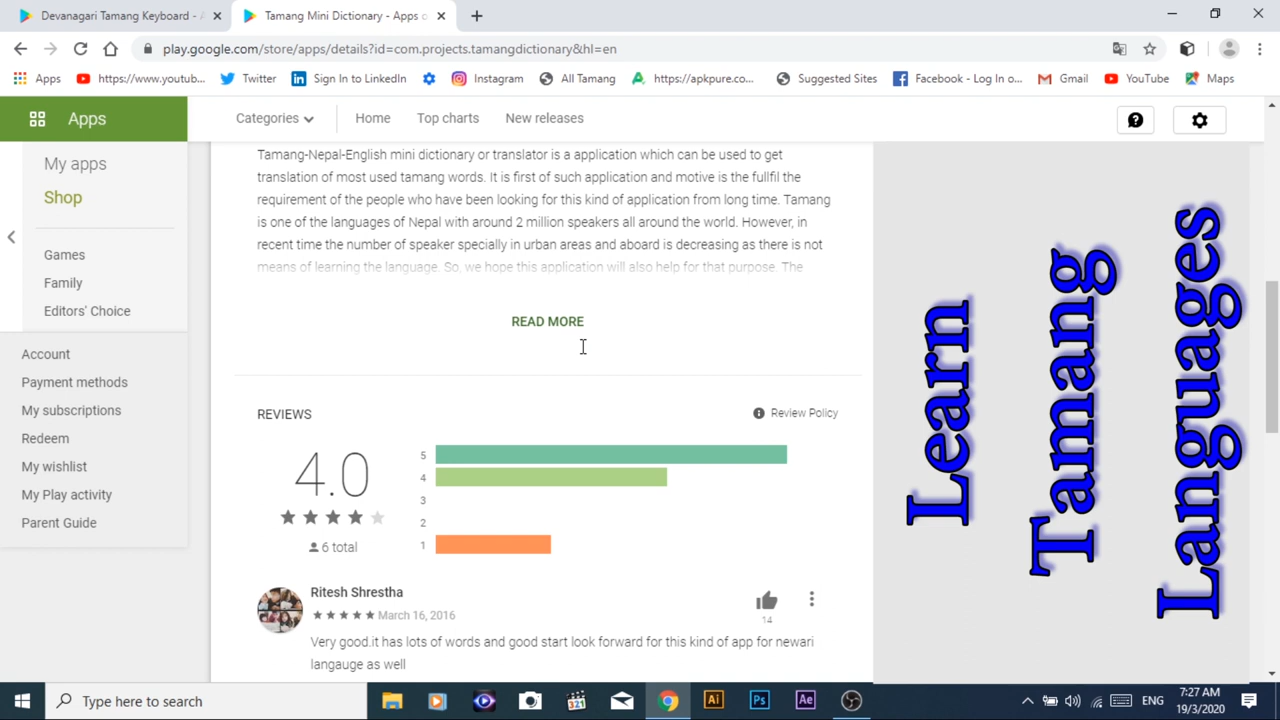 Devanagari Tamang Keyboard - A
Tamang Mini Dictionary - Apps o
play.google.com/store/apps/details?id=com.projects.tamangdictionary&hl=en
Apps
https://www.youtub...
Twitter
Sign In to LinkedIn
Instagram
All Tamang
https://apkpure.co...
Suggested Sites
Facebook - Log In o...
Gmail
YouTube
Maps
Apps
Categories
Home
Top charts
New releases
My apps
Shop
Games
Family
Editors' Choice
Account
Payment methods
My subscriptions
Redeem
My wishlist
My Play activity
Parent Guide
Tamang-Nepal-English mini dictionary or translator is a application which can be used to get
translation of most used tamang words. It is first of such application and motive is the fullfil the
requirement of the people who have been looking for this kind of application from long time. Tamang
is one of the languages of Nepal with around 2 million speakers all around the world. However, in
recent time the number of speaker specially in urban areas and aboard is decreasing as there is not
means of learning the language. So, we hope this application will also help for that purpose. The
READ MORE
REVIEWS
Review Policy
4.0
6 total
5
4
3
2
1
Ritesh Shrestha
March 16, 2016
14
Very good.it has lots of words and good start look forward for this kind of app for newari
langauge as well
Learn
Tamang
Languages
Type here to search
321
Ai
Ps
Ae
ENG
7:27 AM
19/3/2020